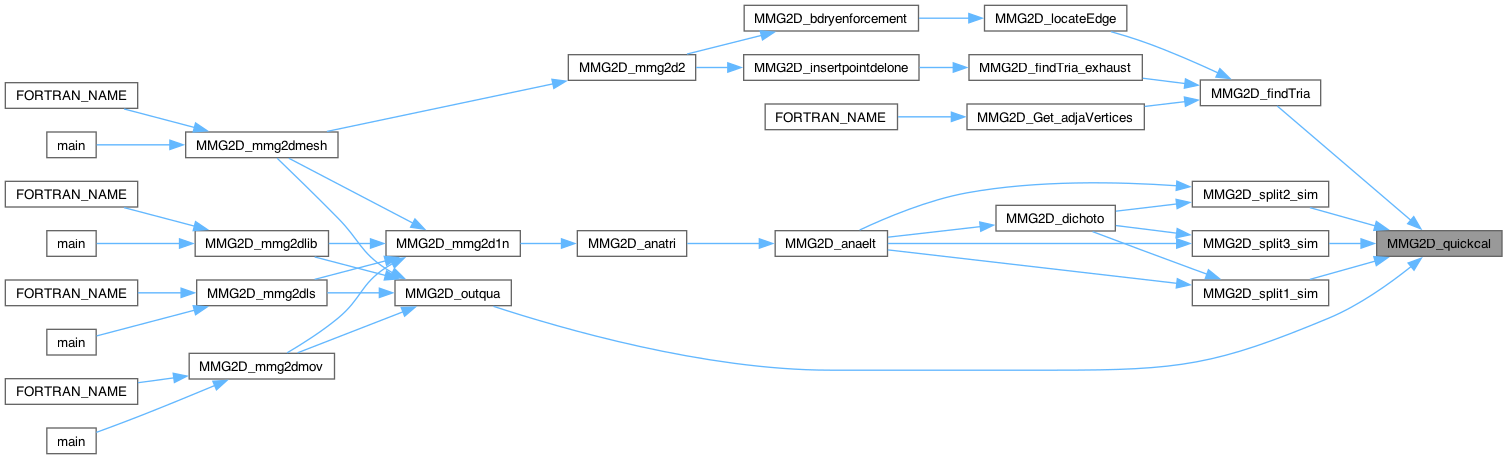 MMG2D_bdryenforcement
MMG2D_locateEdge
MMG2D_mmg2d2
MMG2D_insertpointdelone
MMG2D_findTria_exhaust
FORTRAN_NAME
MMG2D_findTria
FORTRAN_NAME
MMG2D_Get_adjaVertices
main
MMG2D_mmg2dmesh
FORTRAN_NAME
MMG2D_split2_sim
MMG2D_dichoto
main
MMG2D_mmg2dlib
MMG2D_mmg2d1n
MMG2D_anatri
MMG2D_anaelt
MMG2D_split3_sim
MMG2D_quickcal
FORTRAN_NAME
MMG2D_mmg2dls
MMG2D_outqua
MMG2D_split1_sim
main
MMG2D_mmg2dmov
FORTRAN_NAME
main